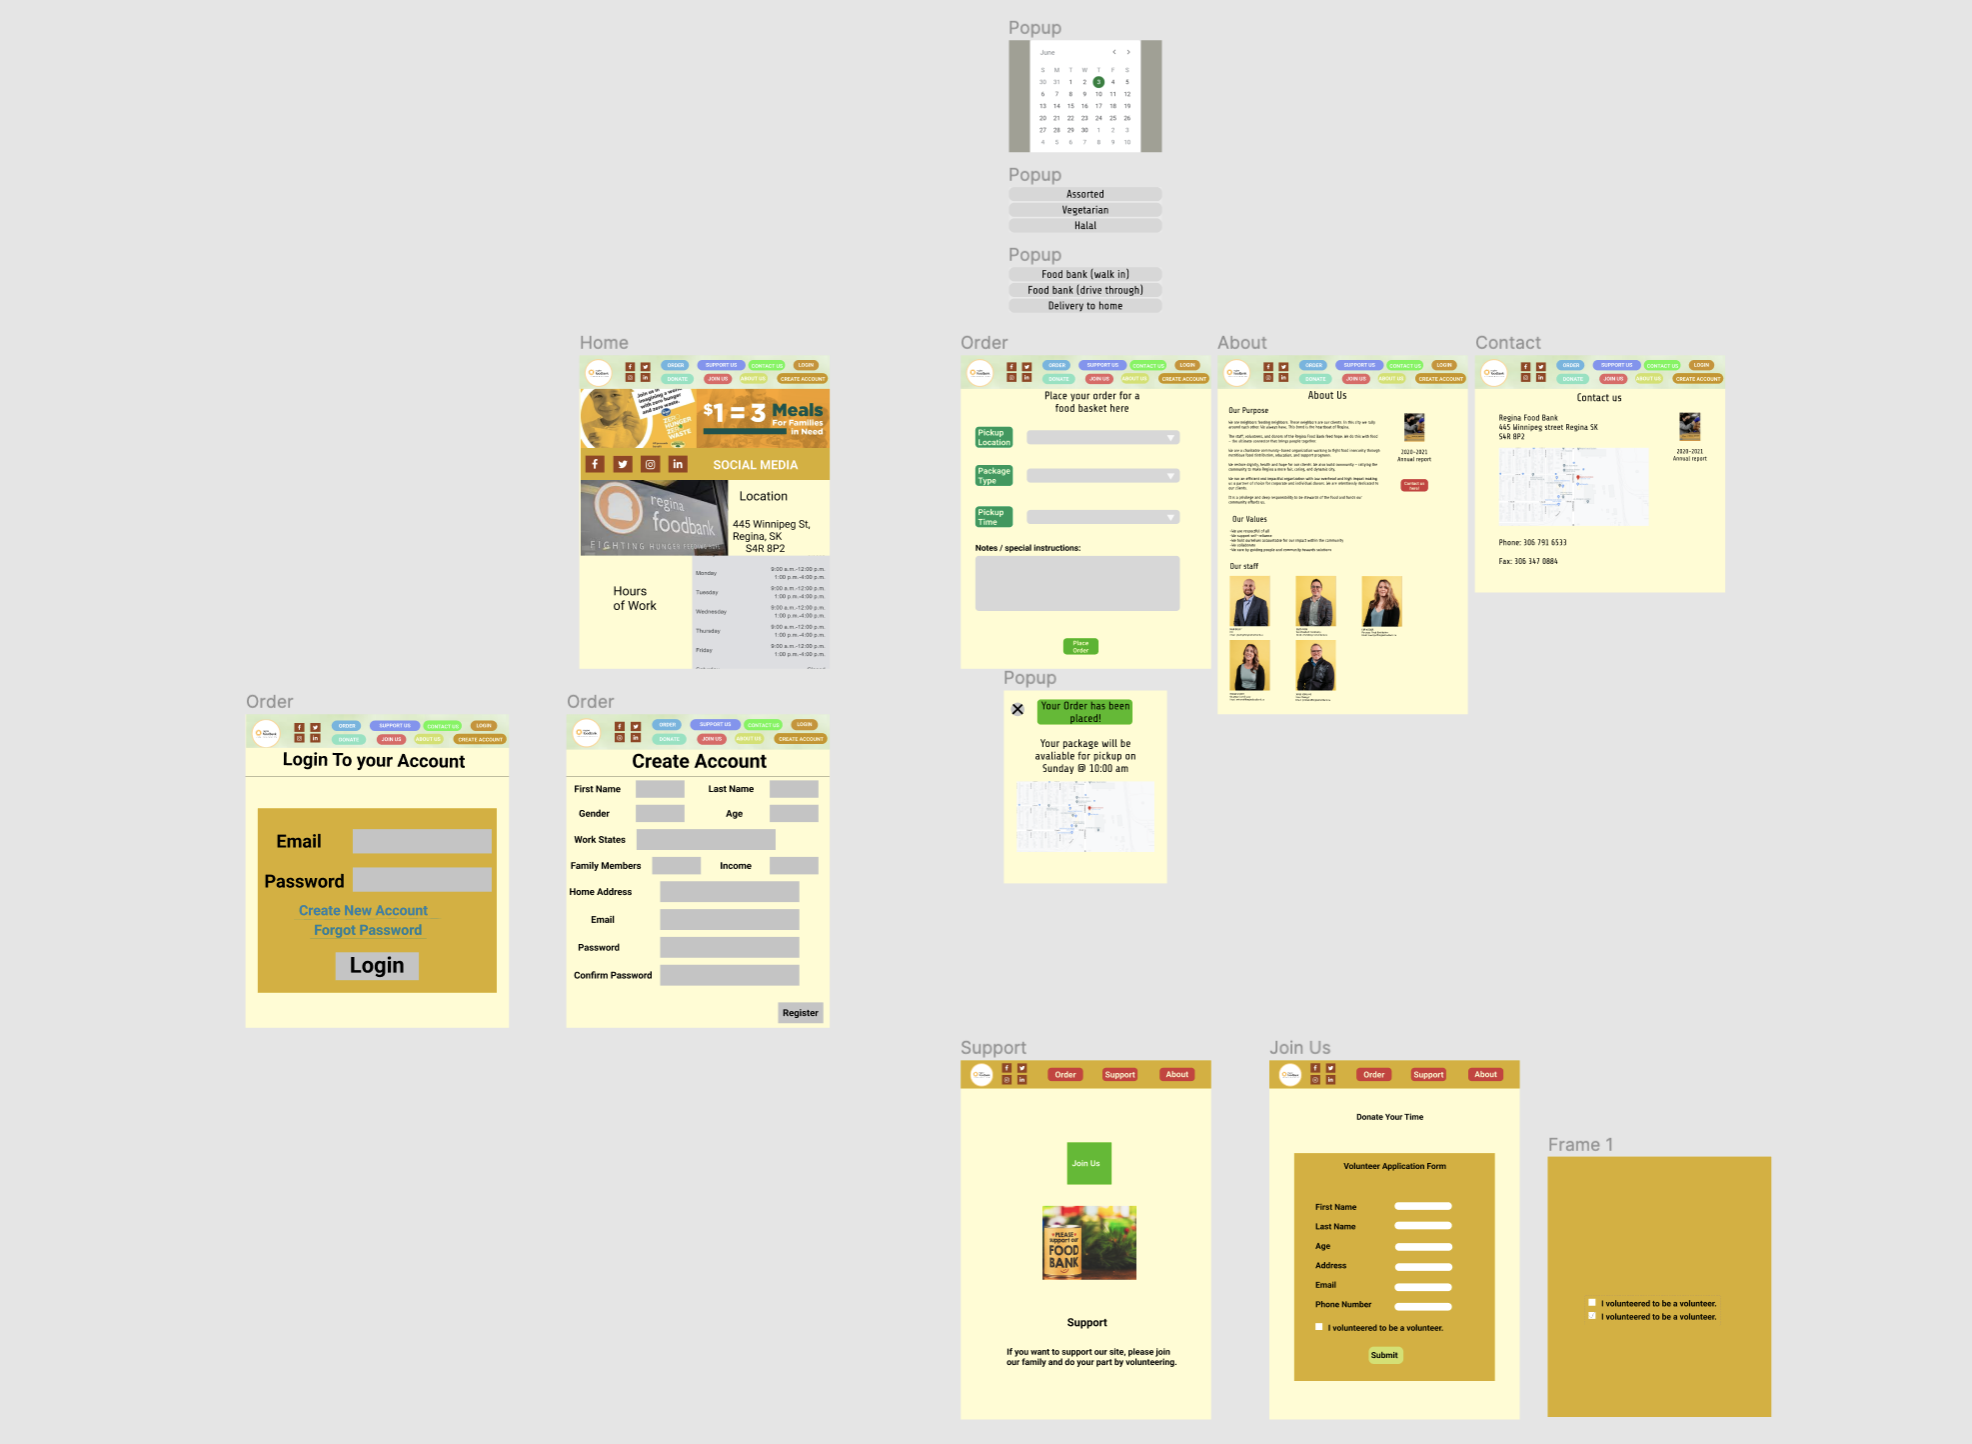 Popup
June
S M T W T F S
30 31 1 2 3 4 5
6 7 8 9 10 11 12
13 14 15 16 17 18 19
20 21 22 23 24 25 26
27 28 29 30 1 2 3
4 5 6 7 8 9 10
Popup
Assorted
Vegetarian
Halal
Popup
Food bank (walk in)
Food bank (drive through)
Delivery to home
Home
ORDER SUPPORT US CONTACT US LOGIN
DONATE JOIN US ABOUT US CREATE ACCOUNT
$1 = 3 Meals
For Families
in Need
SOCIAL MEDIA
regina
foodbank
FIGHTING HUNGER FEEDING HOPE
Location
445 Winnipeg St,
Regina, SK
S4R 8P2
Hours
of Work
Monday 9:00 a.m.-12:00 p.m.
1:00 p.m.-4:00 p.m.
Tuesday 9:00 a.m.-12:00 p.m.
1:00 p.m.-4:00 p.m.
Wednesday 9:00 a.m.-12:00 p.m.
1:00 p.m.-4:00 p.m.
Thursday 9:00 a.m.-12:00 p.m.
1:00 p.m.-4:00 p.m.
Friday 9:00 a.m.-12:00 p.m.
1:00 p.m.-4:00 p.m.
Order
ORDER SUPPORT US CONTACT US LOGIN
DONATE JOIN US ABOUT US CREATE ACCOUNT
Place your order for a
food basket here
Pickup
Location
Package
Type
Pickup
Time
Notes / special instructions:
Place
Order
About
ORDER SUPPORT US CONTACT US LOGIN
DONATE JOIN US ABOUT US CREATE ACCOUNT
About Us
Our Purpose
2020-2021
Annual report
Contact us
here!
Our Values
Our staff
Contact
ORDER SUPPORT US CONTACT US LOGIN
DONATE JOIN US ABOUT US CREATE ACCOUNT
Contact us
Regina Food Bank
445 Winnipeg street Regina SK
S4R 8P2
2020-2021
Annual report
Phone: 306 791 6533
Fax: 306 347 0884
Popup
Your Order has been
placed!
Your package will be
avaliable for pickup on
Sunday @ 10:00 am
Order
ORDER SUPPORT US CONTACT US LOGIN
DONATE JOIN US ABOUT US CREATE ACCOUNT
Login To your Account
Email
Password
Create New Account
Forgot Password
Login
Order
ORDER SUPPORT US CONTACT US LOGIN
DONATE JOIN US ABOUT US CREATE ACCOUNT
Create Account
First Name Last Name
Gender Age
Work States
Family Members Income
Home Address
Email
Password
Confirm Password
Register
Support
Order Support About
Join Us
PLEASE
support our
FOOD
BANK
Support
If you want to support our site, please join
our family and do your part by volunteering.
Join Us
Order Support About
Donate Your Time
Volunteer Application Form
First Name
Last Name
Age
Address
Email
Phone Number
I volunteered to be a volunteer.
Submit
Frame 1
I volunteered to be a volunteer.
I volunteered to be a volunteer.